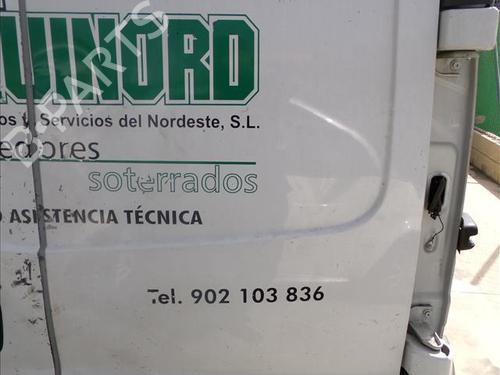 UINORD
os y Servicios del Nordeste, S.L.
edores
soterrados
O ASISTENCIA TÉCNICA
Tel. 902 103 836